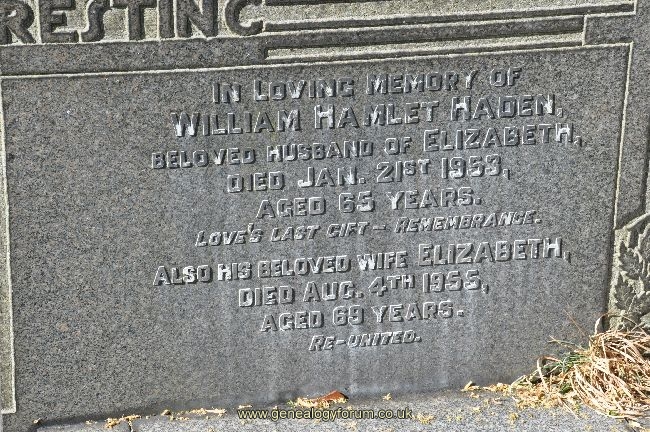 RESTING
IN LOVING MEMORY OF
WILLIAM HAMLET HADEN,
BELOVED HUSBAND OF ELIZABETH,
DIED JAN. 21ST 1953,
AGED 65 YEARS.
LOVE'S LAST GIFT – REMEMBRANCE.
ALSO HIS BELOVED WIFE ELIZABETH,
DIED AUG. 4TH 1955,
AGED 69 YEARS.
RE-UNITED.
www.genealogyforum.co.uk